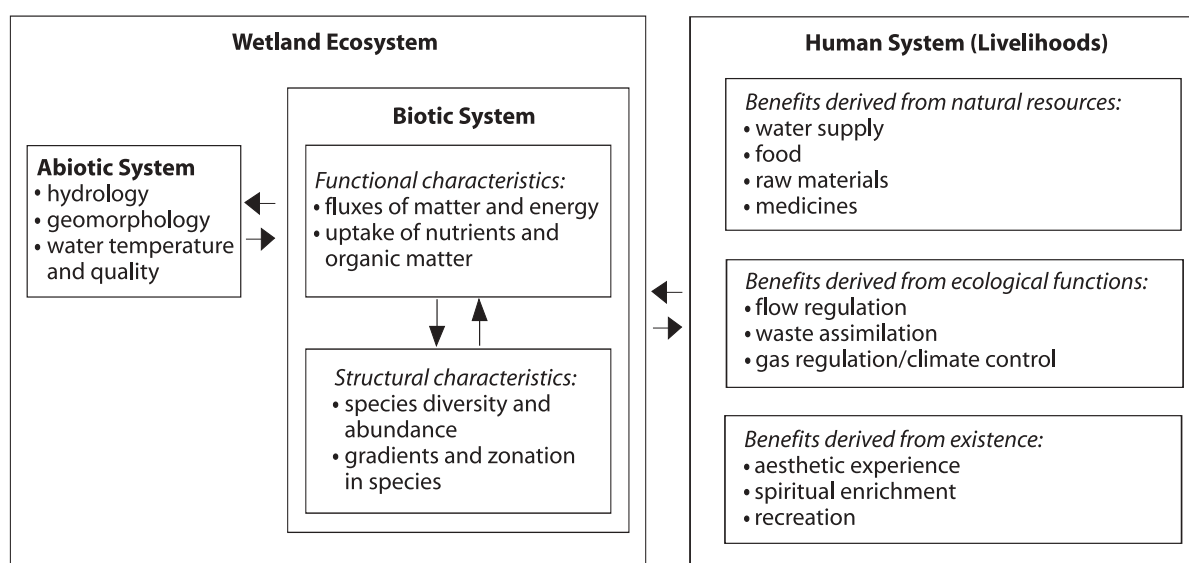 Wetland Ecosystem
Abiotic System
• hydrology
• geomorphology
• water temperature
and quality
Biotic System
Functional characteristics:
• fluxes of matter and energy
• uptake of nutrients and
organic matter
Structural characteristics:
• species diversity and
abundance
• gradients and zonation
in species
Human System (Livelihoods)
Benefits derived from natural resources:
• water supply
• food
• raw materials
• medicines
Benefits derived from ecological functions:
• flow regulation
• waste assimilation
• gas regulation/climate control
Benefits derived from existence:
• aesthetic experience
• spiritual enrichment
• recreation